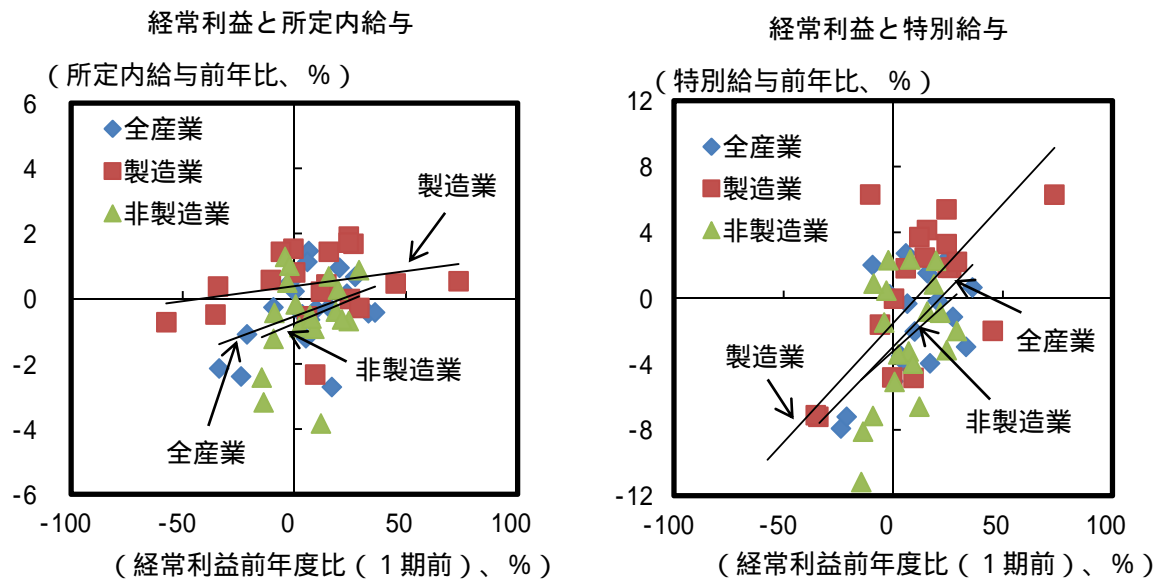 経常利益と所定内給与
（所定内給与前年比、%）
6
4
2
0
-2
-4
-6
全産業
製造業
非製造業
製造業
非製造業
全産業
-100
-50
0
50
100
（経常利益前年度比（1期前）、%）
経常利益と特別給与
（特別給与前年比、%）
12
8
4
0
-4
-8
-12
全産業
製造業
非製造業
全産業
製造業
非製造業
-100
-50
0
50
100
（経常利益前年度比（1期前）、%）